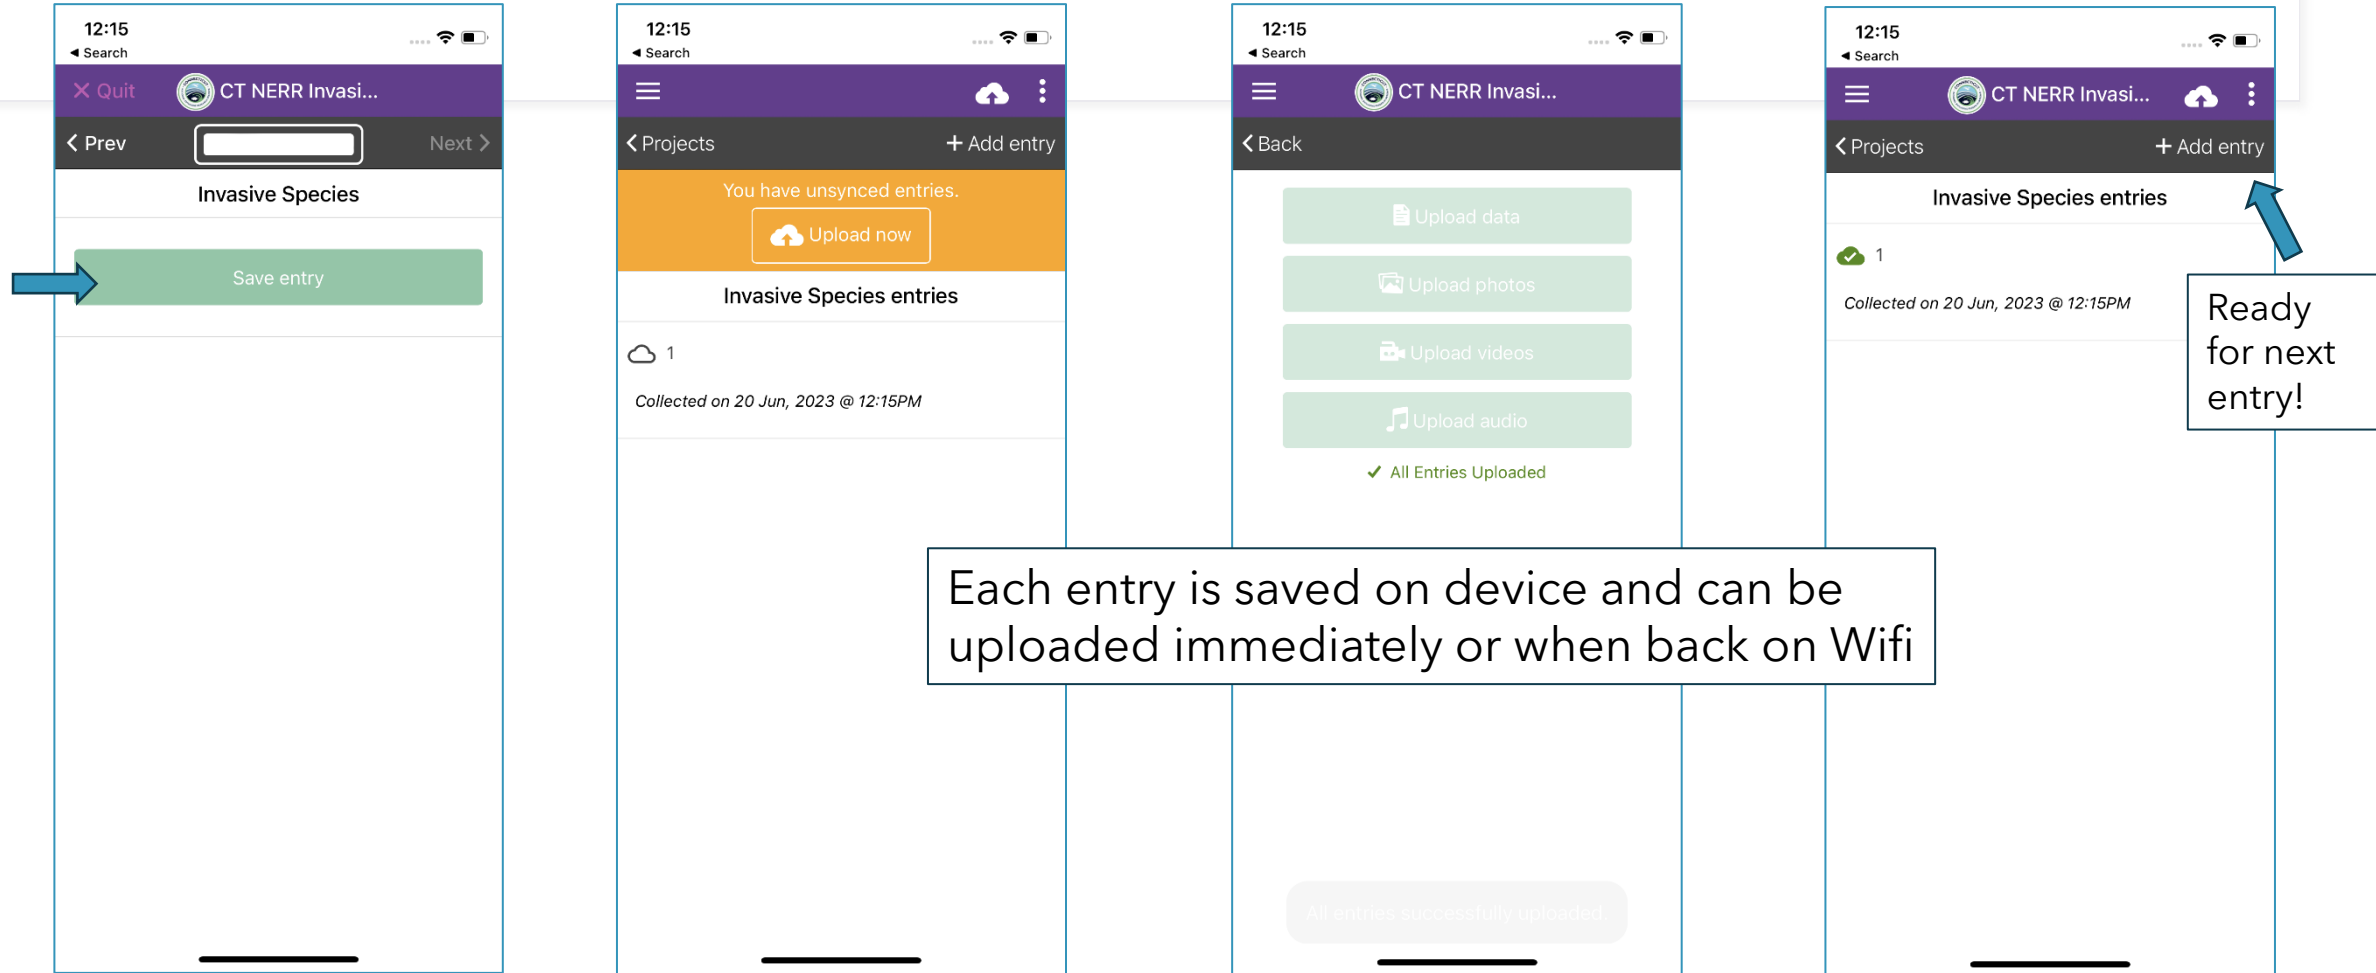 12:15
◄ Search
✕ Quit
CT NERR Invasi...
Prev
Next
Invasive Species
Save entry
12:15
◄ Search
Projects
+ Add entry
You have unsynced entries.
Upload now
Invasive Species entries
1
Collected on 20 Jun, 2023 @ 12:15PM
12:15
◄ Search
CT NERR Invasi...
Back
Upload data
Upload photos
Upload videos
Upload audio
✓ All Entries Uploaded
All entries successfully uploaded.
12:15
◄ Search
CT NERR Invasi...
Projects
+ Add entry
Invasive Species entries
1
Collected on 20 Jun, 2023 @ 12:15PM
Ready
for next
entry!
Each entry is saved on device and can be
uploaded immediately or when back on Wifi